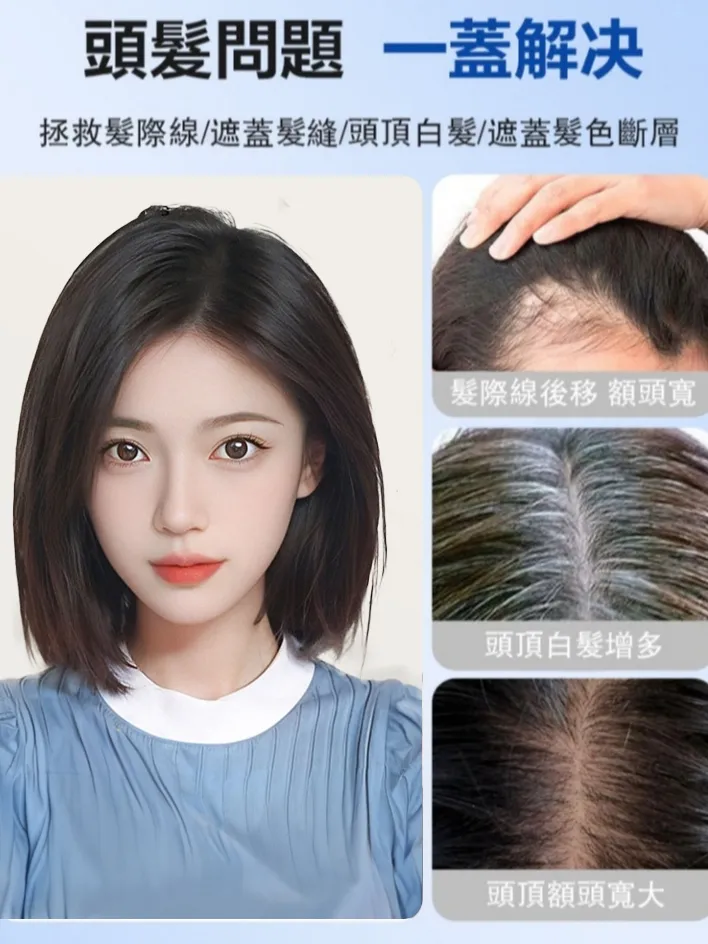 頭髮問題 一蓋解決
拯救髮際線/遮蓋髮縫/頭頂白髮/遮蓋髮色斷層
髮際線後移 額頭寬
頭頂白髮增多
頭頂額頭寬大